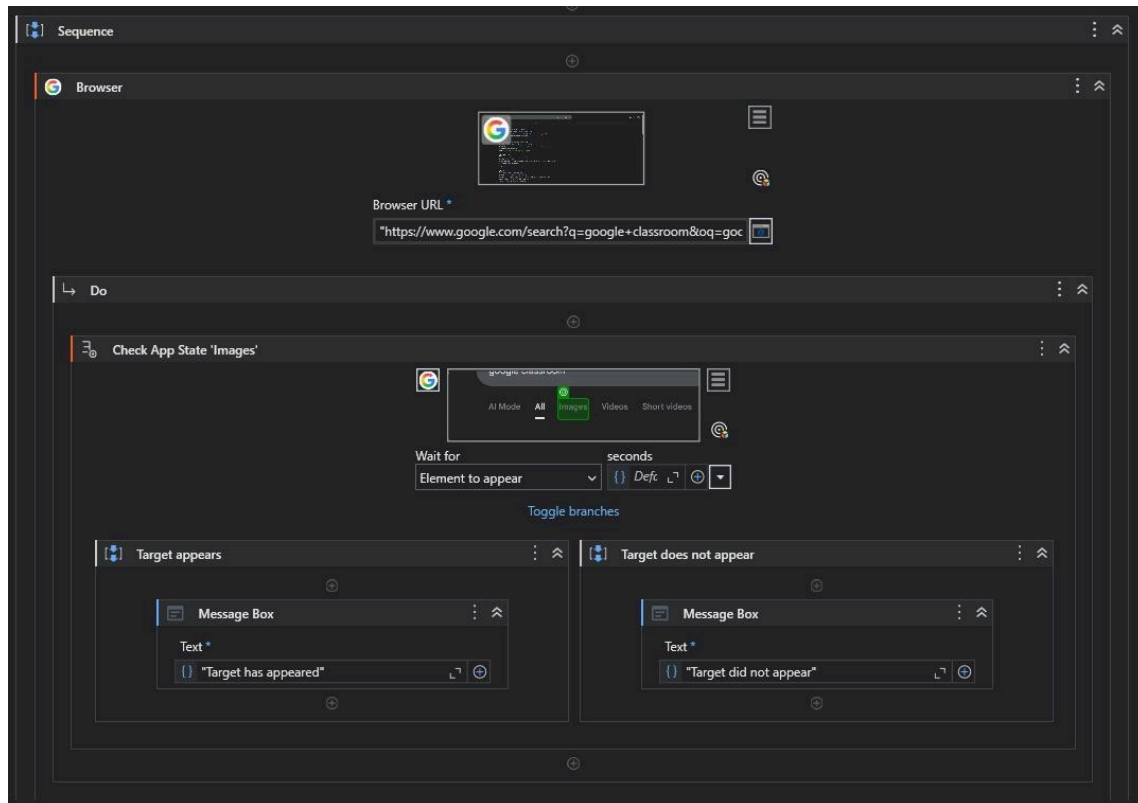 Sequence
Browser
Browser URL *
"https://www.google.com/search?q=google+classroom&oq=goc
Do
Check App State 'Images'
google classroom
AI Mode All Images Videos Short videos
Wait for seconds
Element to appear {} Defc
Toggle branches
Target appears Target does not appear
Message Box Message Box
Text * Text *
{} "Target has appeared" {} "Target did not appear"